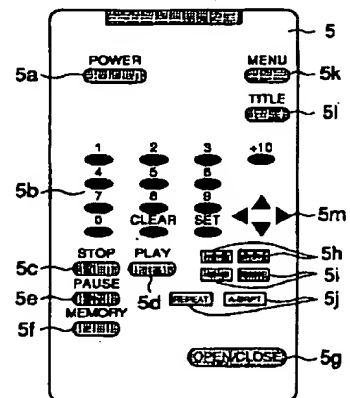 5
POWER
MENU
5a
5k
TITLE
5l
1 2 3 +10
4 5 6
5b
7 8 9
5m
0 CLEAR SET
STOP PLAY
5h
5c
5i
PAUSE
5d
5e
REPEAT
5j
MEMORY
5f
OPEN/CLOSE
5g